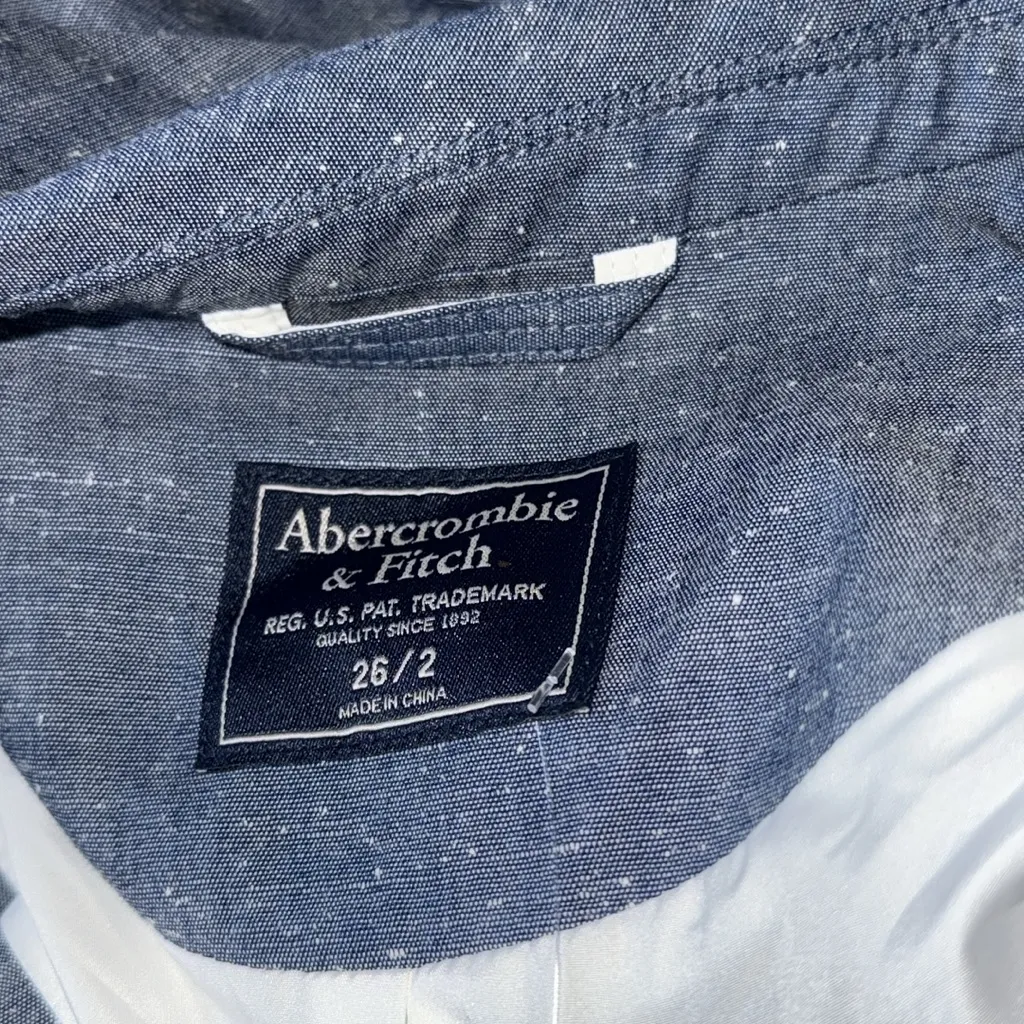 Abercrombie
& Fitch
REG. U.S. PAT. TRADEMARK
QUALITY SINCE 1892
26/2
MADE IN CHINA